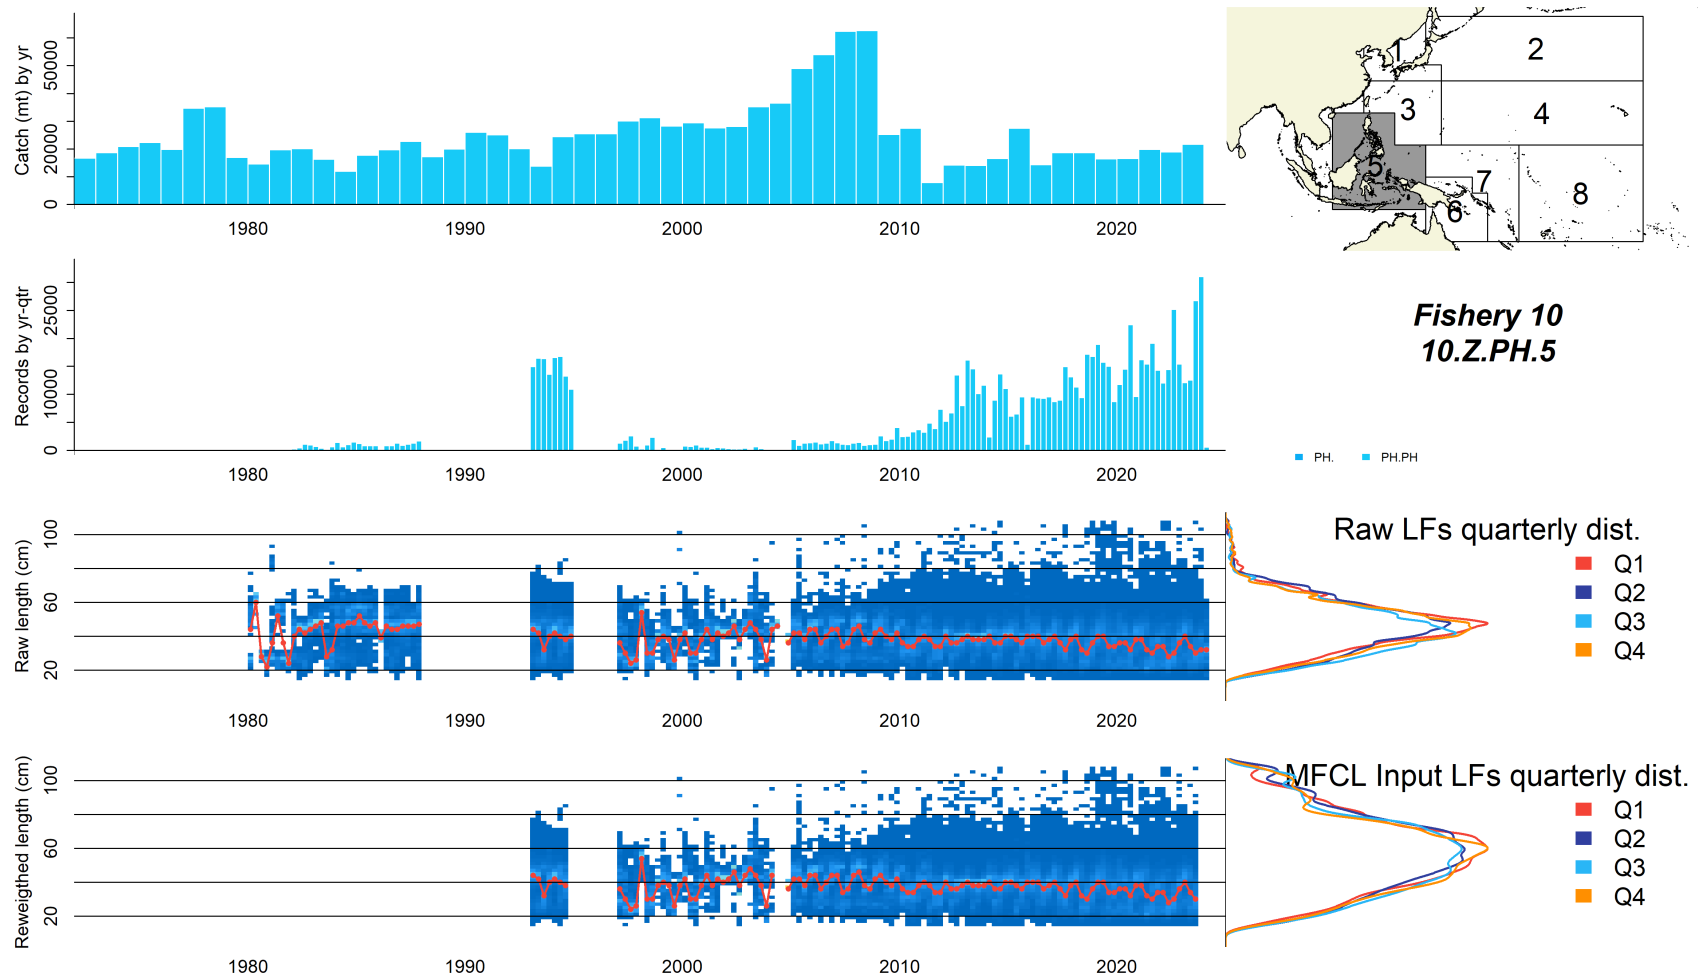 Catch (mt) by yr
0
20000
50000
1980
1990
2000
2010
2020
1
2
3
4
5
6
7
8
Records by yr-qtr
0
10000
25000
1980
1990
2000
2010
2020
Fishery 10
10.Z.PH.5
PH.
PH.PH
Raw length (cm)
20
60
100
1980
1990
2000
2010
2020
Raw LFs quarterly dist.
Q1
Q2
Q3
Q4
Reweigthed length (cm)
20
60
100
1980
1990
2000
2010
2020
MFCL Input LFs quarterly dist.
Q1
Q2
Q3
Q4